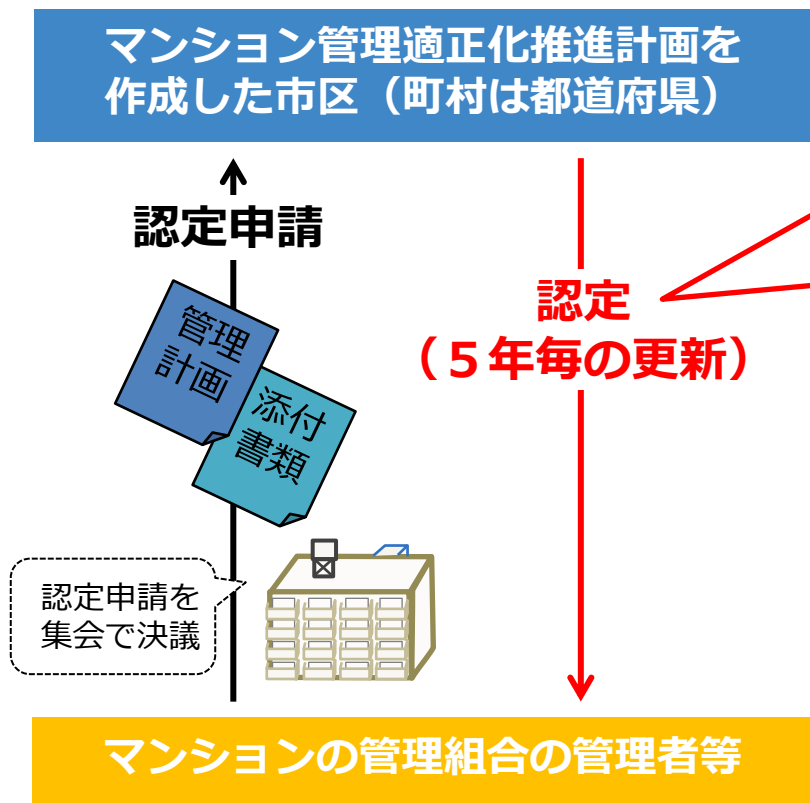 マンション管理適正化推進計画を
作成した市区（町村は都道府県）
認定申請
管理
計画
添付
書類
認定
（５年毎の更新）
認定申請を
集会で決議
マンションの管理組合の管理者等